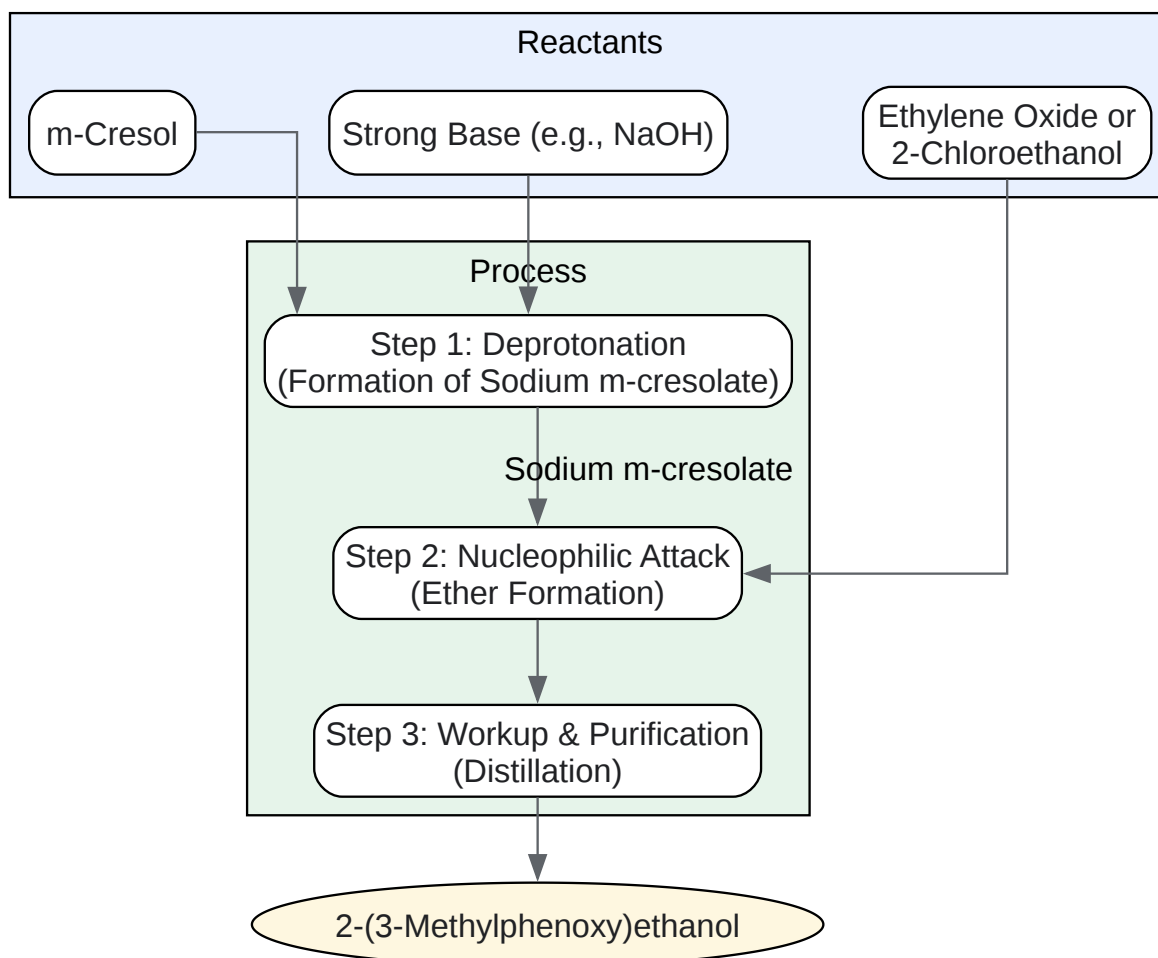 Reactants
m-Cresol
Strong Base (e.g., NaOH)
Ethylene Oxide or
2-Chloroethanol
Process
Step 1: Deprotonation
(Formation of Sodium m-cresolate)
Sodium m-cresolate
Step 2: Nucleophilic Attack
(Ether Formation)
Step 3: Workup & Purification
(Distillation)
2-(3-Methylphenoxy)ethanol